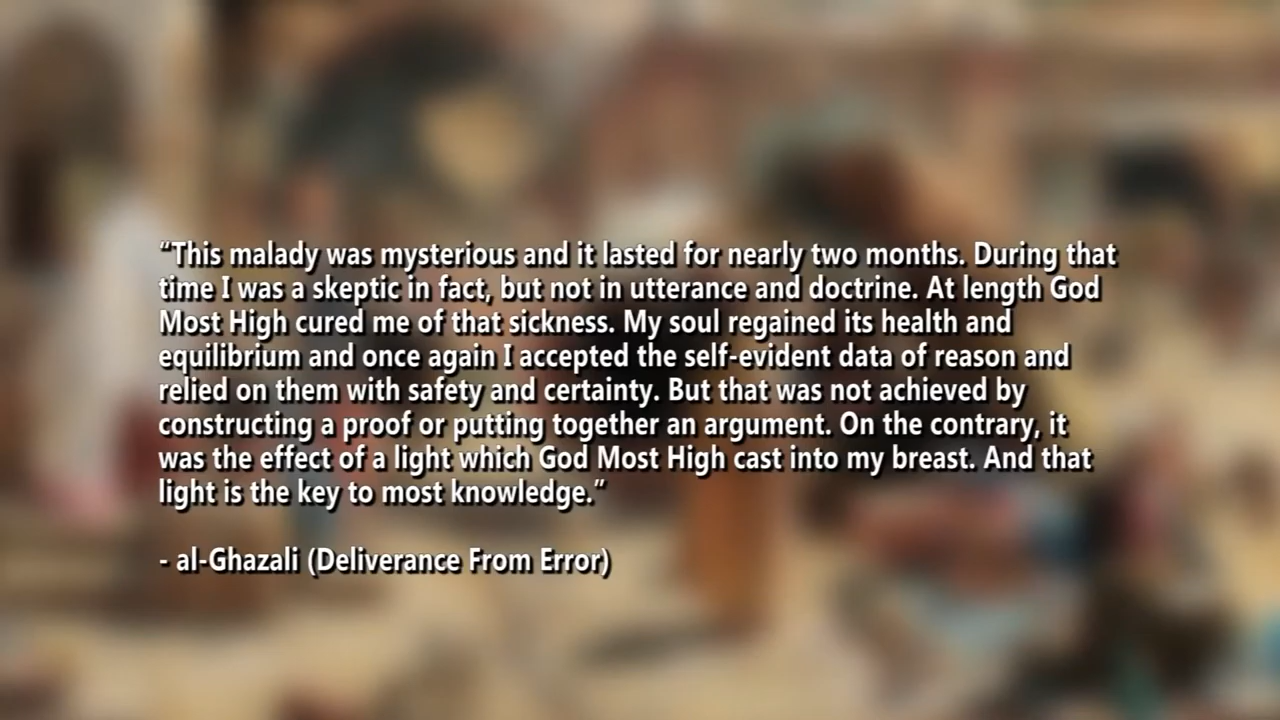 “This malady was mysterious and it lasted for nearly two months. During that
time I was a skeptic in fact, but not in utterance and doctrine. At length God
Most High cured me of that sickness. My soul regained its health and
equilibrium and once again I accepted the self-evident data of reason and
relied on them with safety and certainty. But that was not achieved by
constructing a proof or putting together an argument. On the contrary, it
was the effect of a light which God Most High cast into my breast. And that
light is the key to most knowledge.”
- al-Ghazali (Deliverance From Error)